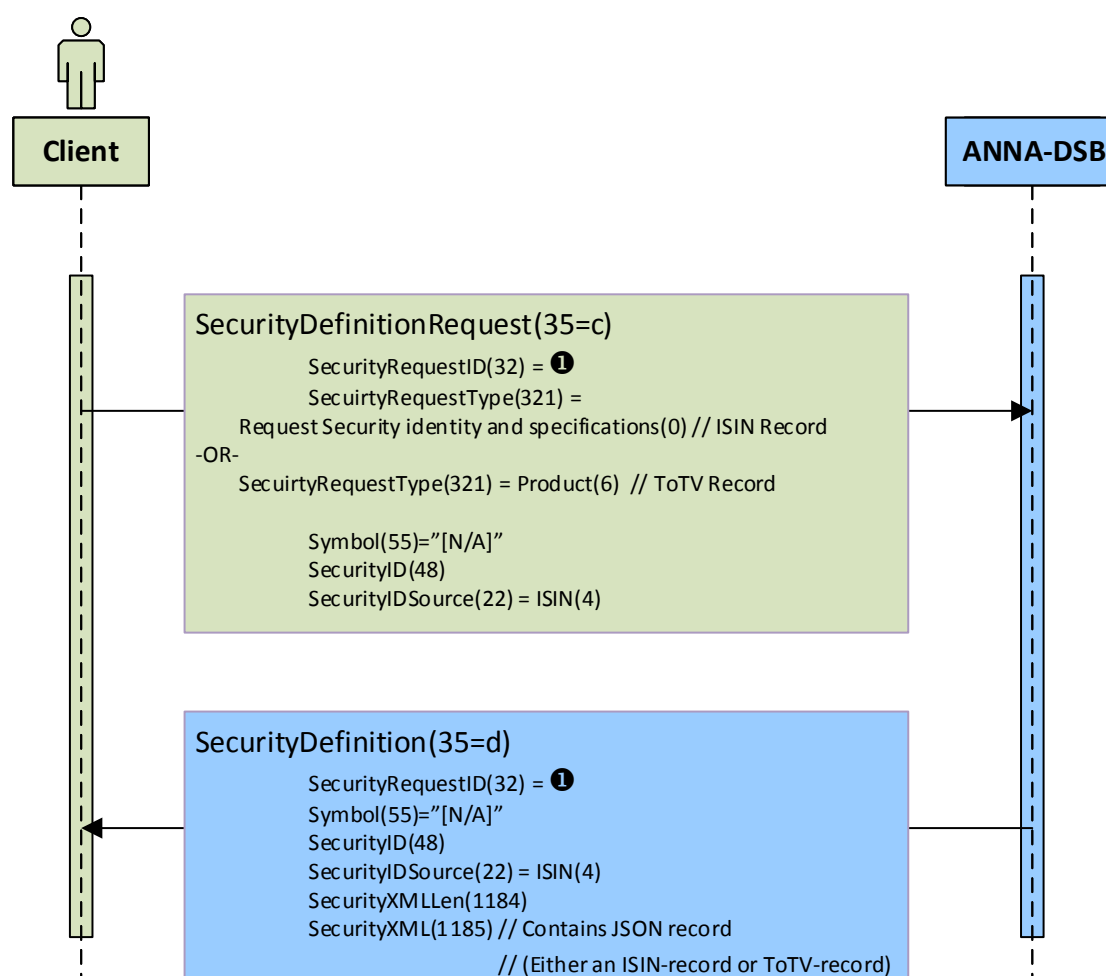 Client
ANNA-DSB
SecurityDefinitionRequest(35=c)
SecurityRequestID(32) = ❶
SecuirtyRequestType(321) =
Request Security identity and specifications(0) // ISIN Record
-OR-
SecuirtyRequestType(321) = Product(6) // ToTV Record
Symbol(55)=”[N/A]”
SecurityID(48)
SecurityIDSource(22) = ISIN(4)
SecurityDefinition(35=d)
SecurityRequestID(32) = ❶
Symbol(55)=”[N/A]”
SecurityID(48)
SecurityIDSource(22) = ISIN(4)
SecurityXMLLen(1184)
SecurityXML(1185) // Contains JSON record
// (Either an ISIN-record or ToTV-record)